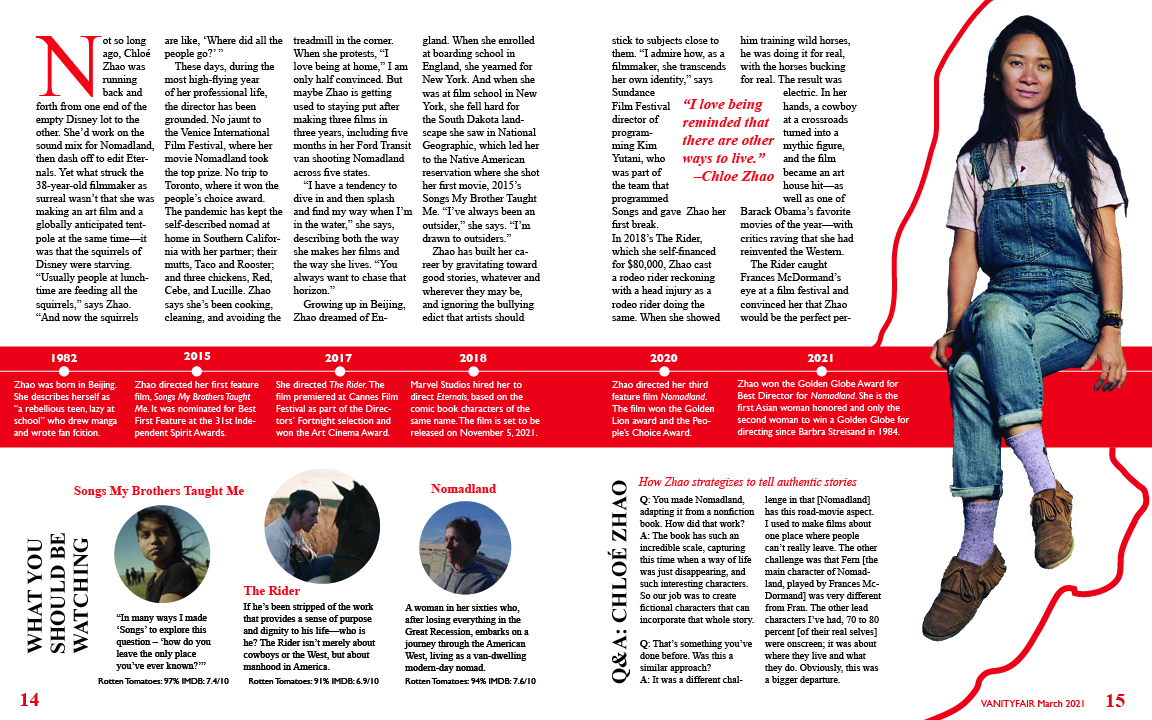 Not so long
ago, Chloé
Zhao was
running
back and
forth from one end of the
empty Disney lot to the
other. She'd work on the
sound mix for Nomadland,
then dash off to edit Eter-
nals. Yet what struck the
38-year-old filmmaker as
surreal wasn't that she was
making an art film and a
globally anticipated tent-
pole at the same time—it
was that the squirrels of
Disney were starving.
“Usually people at lunch-
time are feeding all the
squirrels,” says Zhao.
“And now the squirrels
are like, ‘Where did all the
people go?’ ”
These days, during the
most high-flying year
of her professional life,
the director has been
grounded. No jaunt to
the Venice International
Film Festival, where her
movie Nomadland took
the top prize. No trip to
Toronto, where it won the
people's choice award.
The pandemic has kept the
self-described nomad at
home in Southern Califor-
nia with her partner; their
mutts, Taco and Rooster;
and three chickens, Red,
Cebe, and Lucille. Zhao
says she's been cooking,
cleaning, and avoiding the
treadmill in the corner.
When she protests, “I
love being at home,” I am
only half convinced. But
maybe Zhao is getting
used to staying put after
making three films in
three years, including five
months in her Ford Transit
van shooting Nomadland
across five states.
“I have a tendency to
dive in and then splash
and find my way when I'm
in the water,” she says,
describing both the way
she makes her films and
the way she lives. “You
always want to chase that
horizon.”
Growing up in Beijing,
Zhao dreamed of En-
gland. When she enrolled
at boarding school in
England, she yearned for
New York. And when she
was at film school in New
York, she fell hard for
the South Dakota land-
scape she saw in National
Geographic, which led her
to the Native American
reservation where she shot
her first movie, 2015's
Songs My Brother Taught
Me. “I've always been an
outsider,” she says. “I'm
drawn to outsiders.”
Zhao has built her ca-
reer by gravitating toward
good stories, whatever and
wherever they may be,
and ignoring the bullying
edict that artists should
stick to subjects close to
them. “I admire how, as a
filmmaker, she transcends
her own identity,” says
Sundance
Film Festival
director of
program-
ming Kim
Yutani, who
was part of
the team that
programmed
Songs and gave Zhao her
first break.
In 2018's The Rider,
which she self-financed
for $80,000, Zhao cast
a rodeo rider reckoning
with a head injury as a
rodeo rider doing the
same. When she showed
“I love being
reminded that
there are other
ways to live.”
–Chloe Zhao
him training wild horses,
he was doing it for real,
with the horses bucking
for real. The result was
electric. In her
hands, a cowboy
at a crossroads
turned into a
mythic figure,
and the film
became an art
house hit—as
well as one of
Barack Obama's favorite
movies of the year—with
critics raving that she had
reinvented the Western.
The Rider caught
Frances McDormand's
eye at a film festival and
convinced her that Zhao
would be the perfect per-
1982
Zhao was born in Beijing.
She describes herself as
“a rebellious teen, lazy at
school” who drew manga
and wrote fan fcition.
2015
Zhao directed her first feature
film, Songs My Brothers Taught
Me. It was nominated for Best
First Feature at the 31st Inde-
pendent Spirit Awards.
2017
She directed The Rider. The
film premiered at Cannes Film
Festival as part of the Direc-
tors' Fortnight selection and
won the Art Cinema Award.
2018
Marvel Studios hired her to
direct Eternals, based on the
comic book characters of the
same name. The film is set to be
released on November 5, 2021.
2020
Zhao directed her third
feature film Nomadland.
The film won the Golden
Lion award and the Peo-
ple's Choice Award.
2021
Zhao won the Golden Globe Award for
Best Director for Nomadland. She is the
first Asian woman honored and only the
second woman to win a Golden Globe for
directing since Barbra Streisand in 1984.
WHAT YOU
SHOULD BE
WATCHING
Songs My Brothers Taught Me
“In many ways I made
‘Songs’ to explore this
question – ‘how do you
leave the only place
you've ever known?’”
Rotten Tomatoes: 97% IMDB: 7.4/10
The Rider
If he's been stripped of the work
that provides a sense of purpose
and dignity to his life—who is
he? The Rider isn't merely about
cowboys or the West, but about
manhood in America.
Rotten Tomatoes: 91% IMDB: 6.9/10
Nomadland
A woman in her sixties who,
after losing everything in the
Great Recession, embarks on a
journey through the American
West, living as a van-dwelling
modern-day nomad.
Rotten Tomatoes: 94% IMDB: 7.6/10
Q&A: CHLOÉ ZHAO
How Zhao strategizes to tell authentic stories
Q: You made Nomadland,
adapting it from a nonfiction
book. How did that work?
A: The book has such an
incredible scale, capturing
this time when a way of life
was just disappearing, and
such interesting characters.
So our job was to create
fictional characters that can
incorporate that whole story.
Q: That's something you've
done before. Was this a
similar approach?
A: It was a different chal-
lenge in that [Nomadland]
has this road-movie aspect.
I used to make films about
one place where people
can't really leave. The other
challenge was that Fern [the
main character of Nomad-
land, played by Frances Mc-
Dormand] was very different
from Fran. The other lead
characters I've had, 70 to 80
percent [of their real selves]
were onscreen; it was about
where they live and what
they do. Obviously, this was
a bigger departure.
14
VANITYFAIR March 2021 15